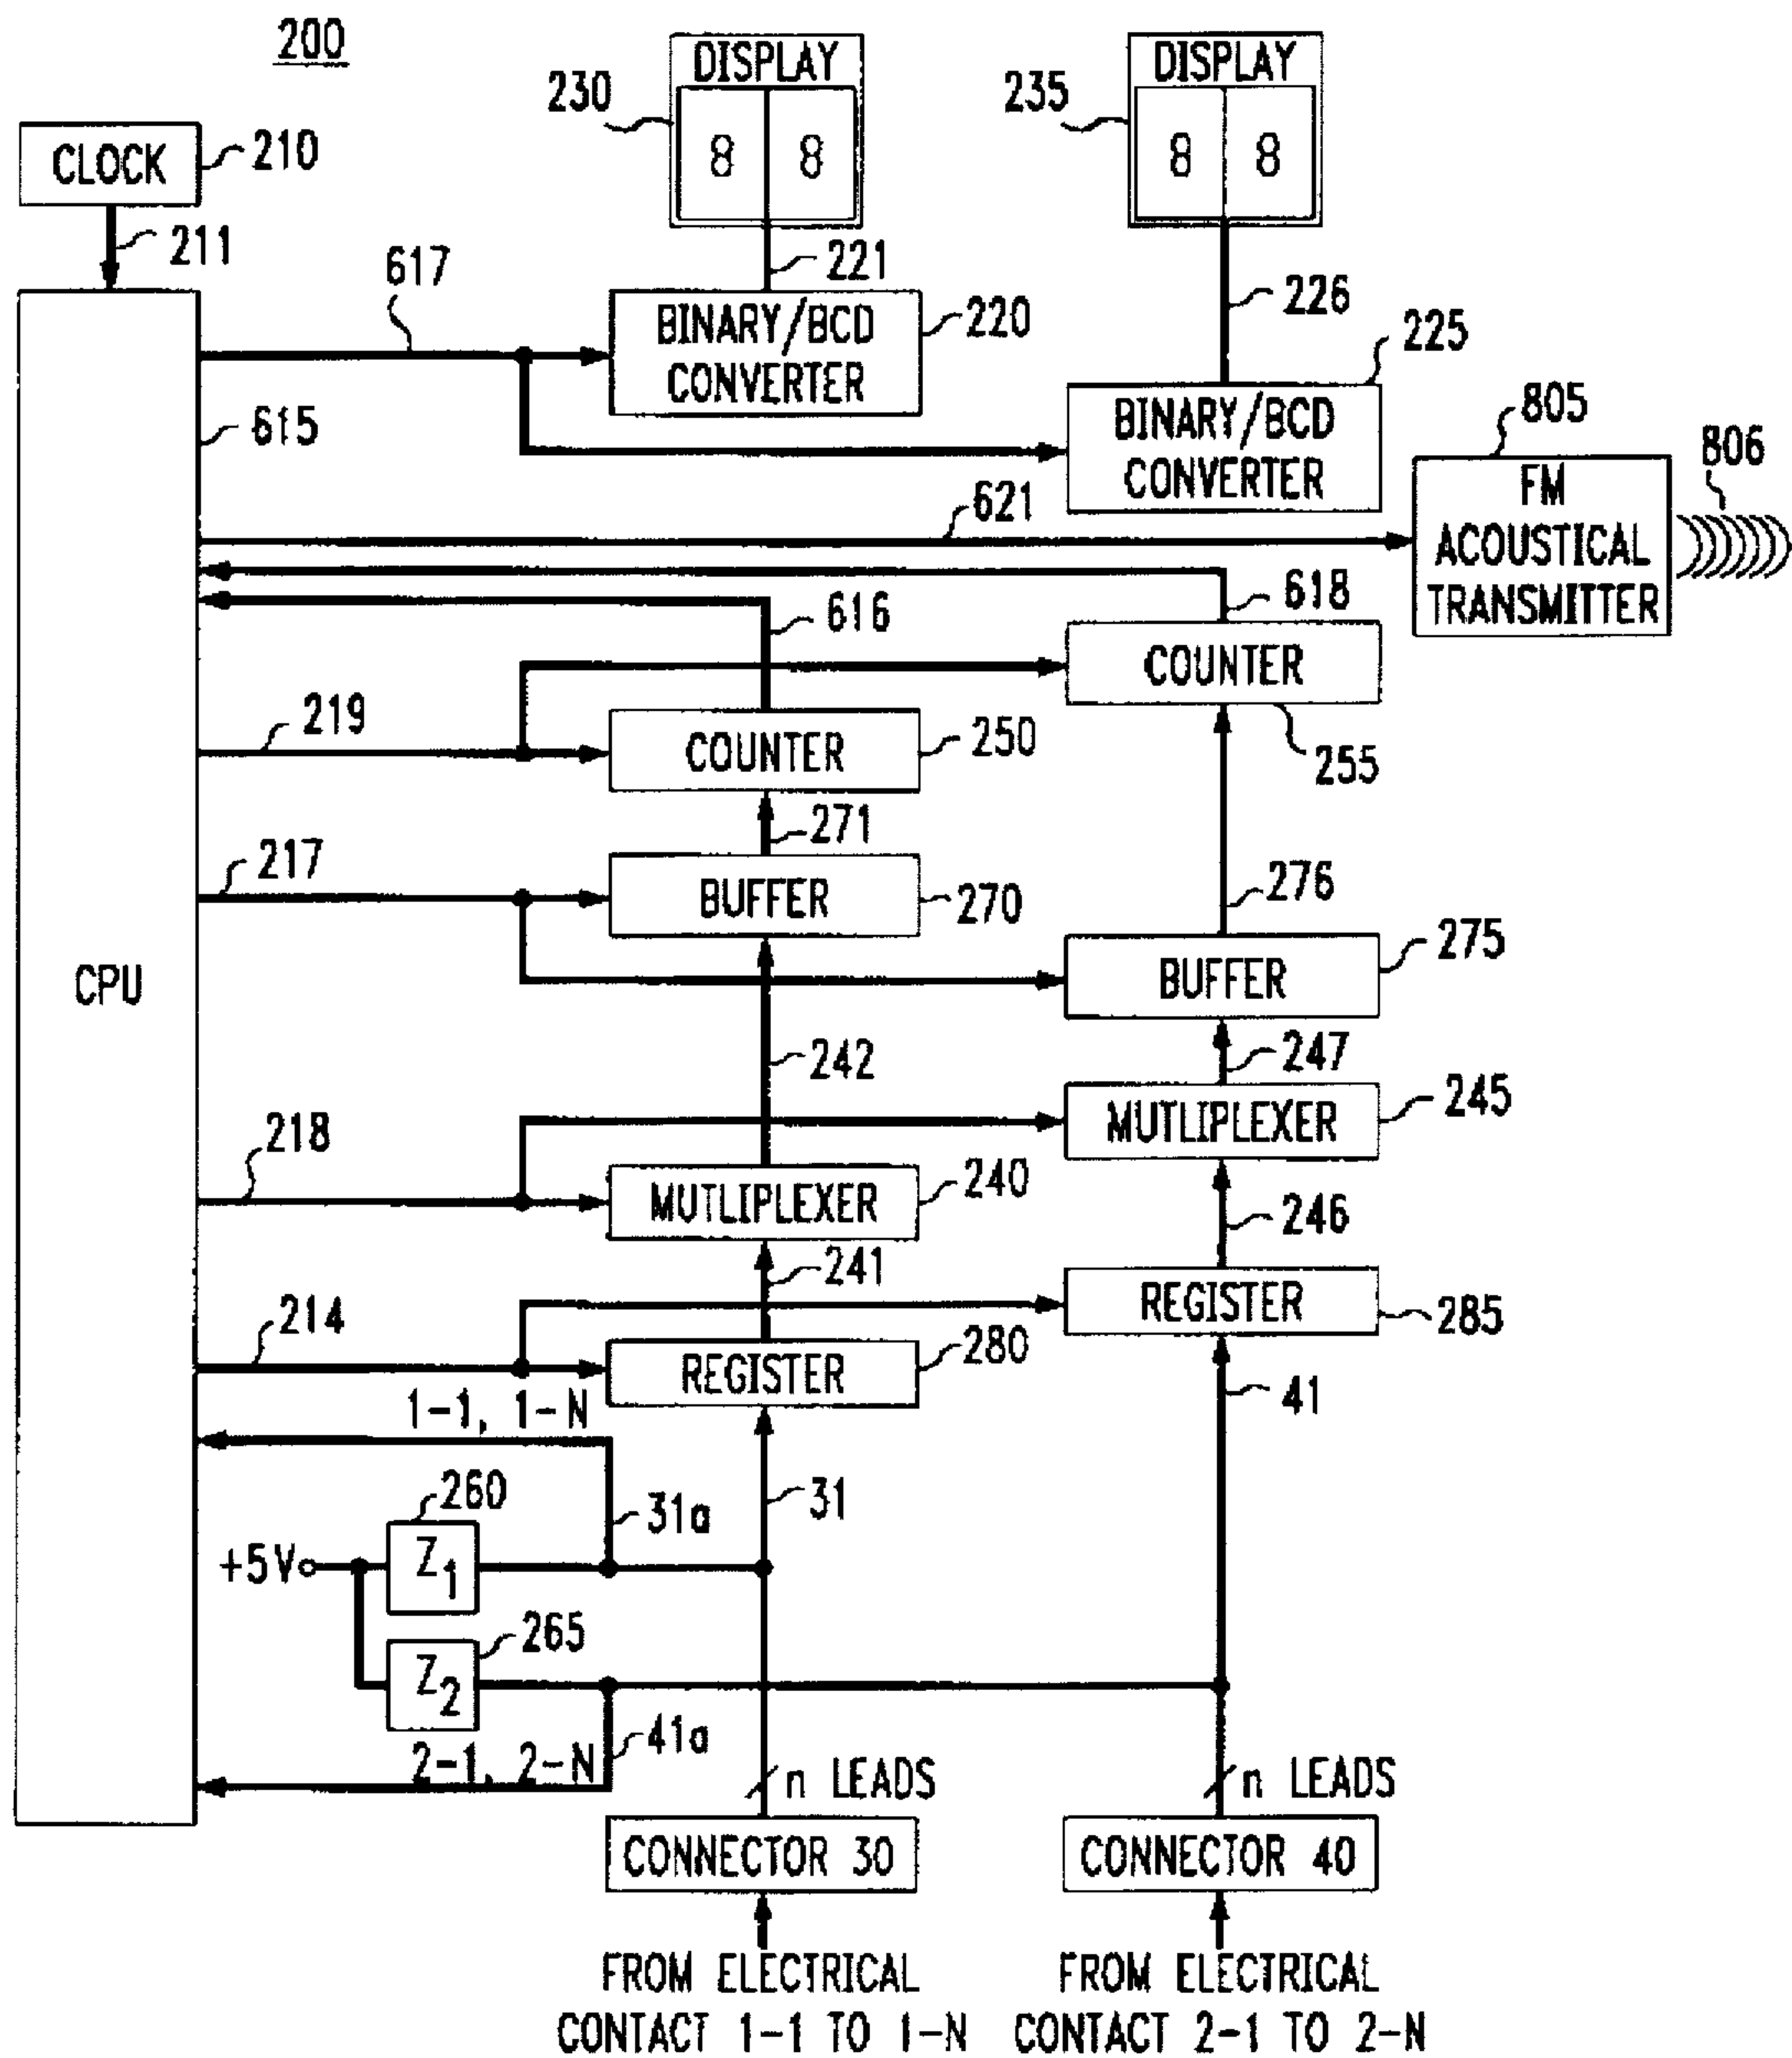 200
DISPLAY
DISPLAY
230
235
8 8
8 8
CLOCK
210
211
617
221
226
BINARY/BCD
CONVERTER
220
225
BINARY/BCD
CONVERTER
615
805
806
FM
ACOUSTICAL
TRANSMITTER
621
616
618
COUNTER
219
COUNTER
250
255
271
217
BUFFER
270
276
275
BUFFER
CPU
242
247
218
MUTLIPLEXER
245
MUTLIPLEXER
240
246
241
REGISTER
285
214
REGISTER
280
41
1-1, 1-N
260
31a
31
+5V
Z1
265
Z2
41a
2-1, 2-N
n LEADS
n LEADS
CONNECTOR 30
CONNECTOR 40
FROM ELECTRICAL
CONTACT 1-1 TO 1-N
FROM ELECTRICAL
CONTACT 2-1 TO 2-N